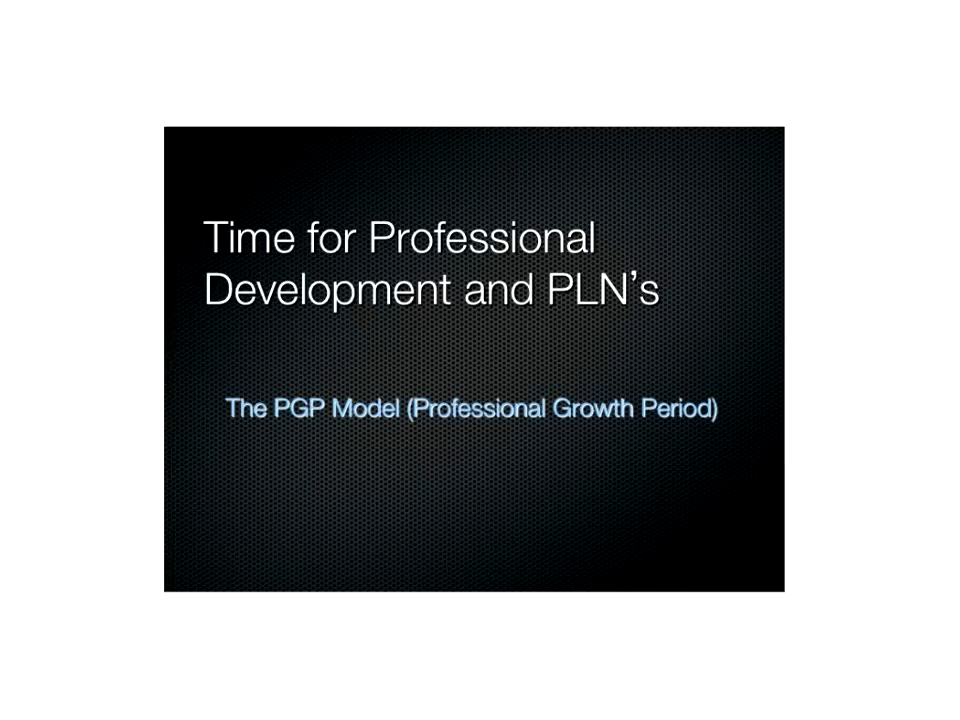 Time for Professional
Development and PLN’s
The PGP Model (Professional Growth Period)